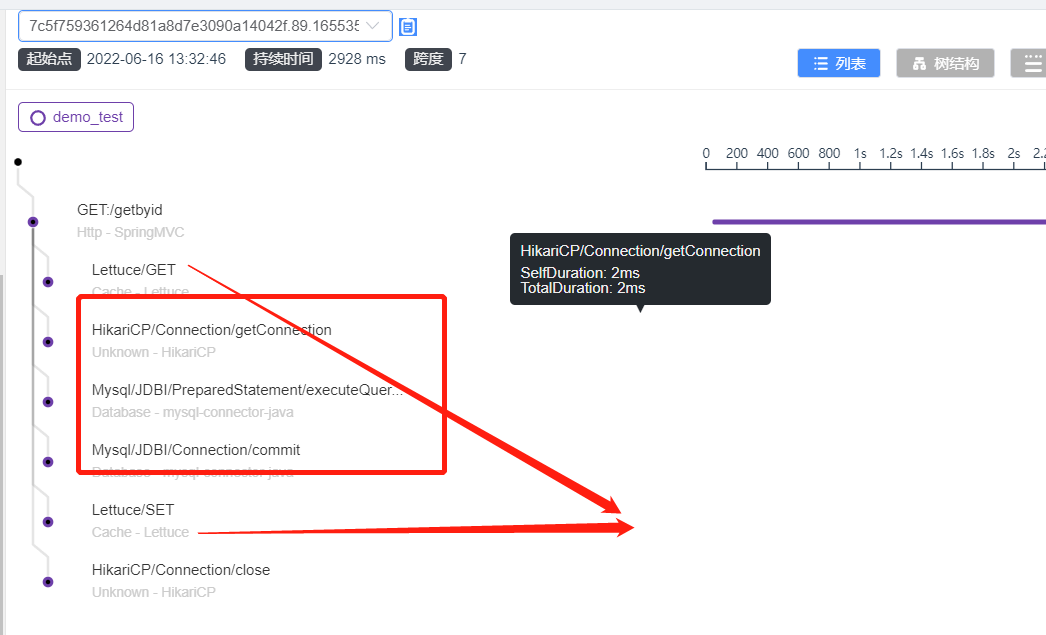 7c5f759361264d81a8d7e3090a14042f.89.165535
起始点 2022-06-16 13:32:46 持续时间 2928 ms 跨度 7
列表 树结构
demo_test
0 200 400 600 800 1s 1.2s 1.4s 1.6s 1.8s 2s 2.2
GET:/getbyid
Http - SpringMVC
HikariCP/Connection/getConnection
SelfDuration: 2ms
TotalDuration: 2ms
Lettuce/GET
Cache - Lettuce
HikariCP/Connection/getConnection
Unknown - HikariCP
Mysql/JDBI/PreparedStatement/executeQuer...
Database - mysql-connector-java
Mysql/JDBI/Connection/commit
Database - mysql-connector-java
Lettuce/SET
Cache - Lettuce
HikariCP/Connection/close
Unknown - HikariCP